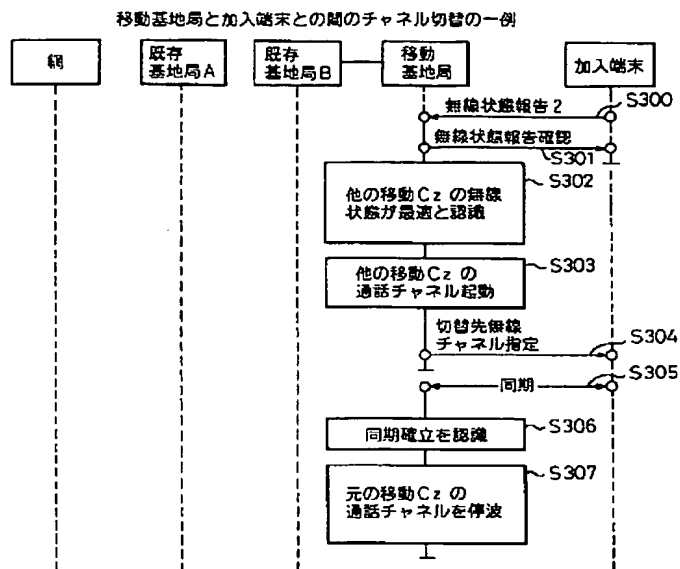 移動基地局と加入端末との間のチャネル切替の一例
網
既存
基地局A
既存
基地局B
移動
基地局
加入端末
無線状態報告2
S300
無線状態報告確認
S301
他の移動Czの無線
状態が最適と認識
S302
他の移動Czの
通話チャネル起動
S303
切替先無線
チャネル指定
S304
同期
S305
同期確立を認識
S306
元の移動Czの
通話チャネルを停波
S307